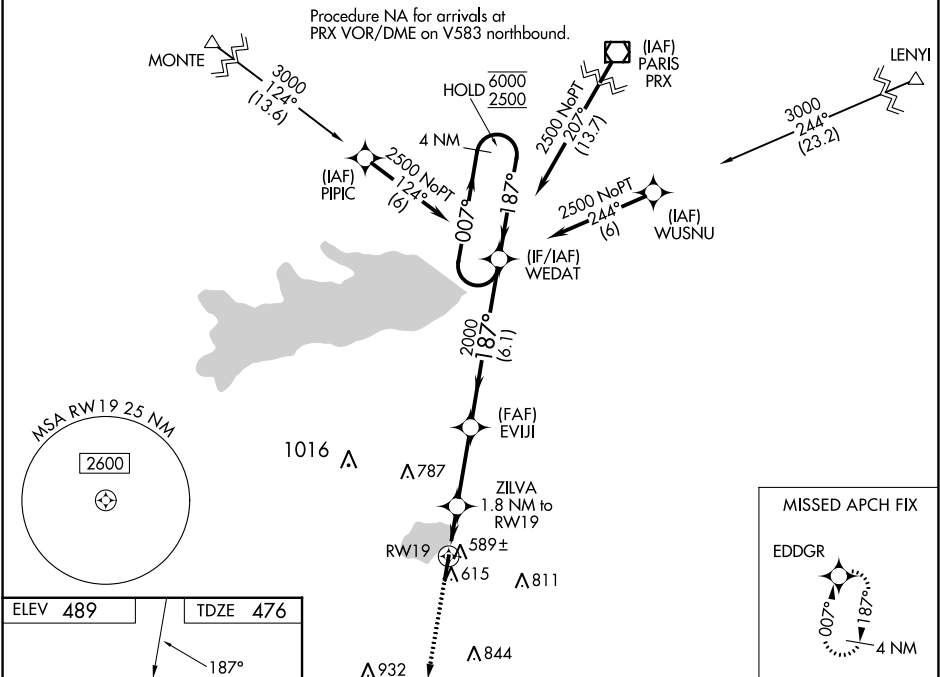 Procedure NA for arrivals at
PRX VOR/DME on V583 northbound.
MONTE
3000
124°
(13.6)
HOLD 6000
2500
4 NM
(IAF)
PARIS
PRX
2500 NoPT
207°
(13.7)
LENYI
3000
244°
(23.2)
(IAF)
PIPIC
2500 NoPT
124°
(6)
007°
187°
2500 NoPT
244°
(6)
(IAF)
WUSNU
(IF/IAF)
WEDAT
2000
187°
(6.1)
(FAF)
EVIJI
MSA RW19 25 NM
2600
1016
787
ZILVA
1.8 NM to
RW19
RW19
589±
615
811
844
932
MISSED APCH FIX
EDDGR
007°
187°
4 NM
ELEV 489
TDZE 476
187°